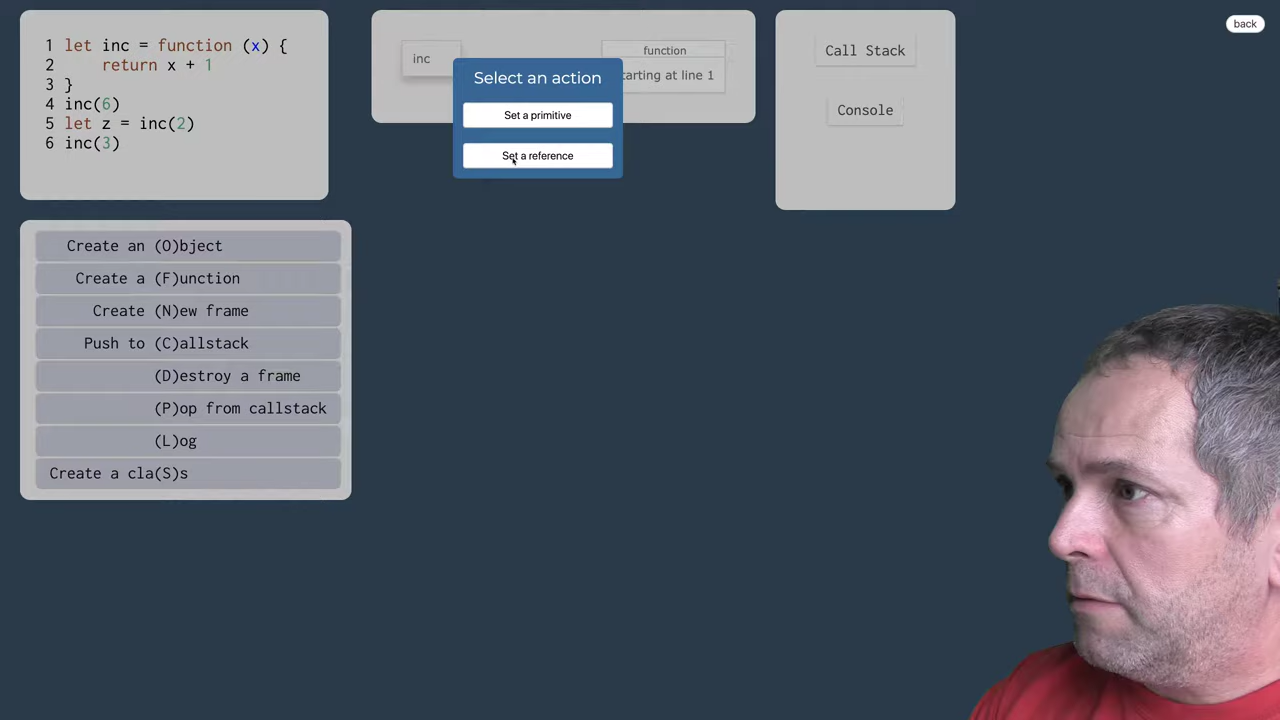 back
1 let inc = function (x) {
2 return x + 1
3 }
4 inc(6)
5 let z = inc(2)
6 inc(3)
inc
function
tarting at line 1
Select an action
Set a primitive
Set a reference
Call Stack
Console
Create an (O)bject
Create a (F)unction
Create (N)ew frame
Push to (C)allstack
(D)estroy a frame
(P)op from callstack
(L)og
Create a cla(S)s